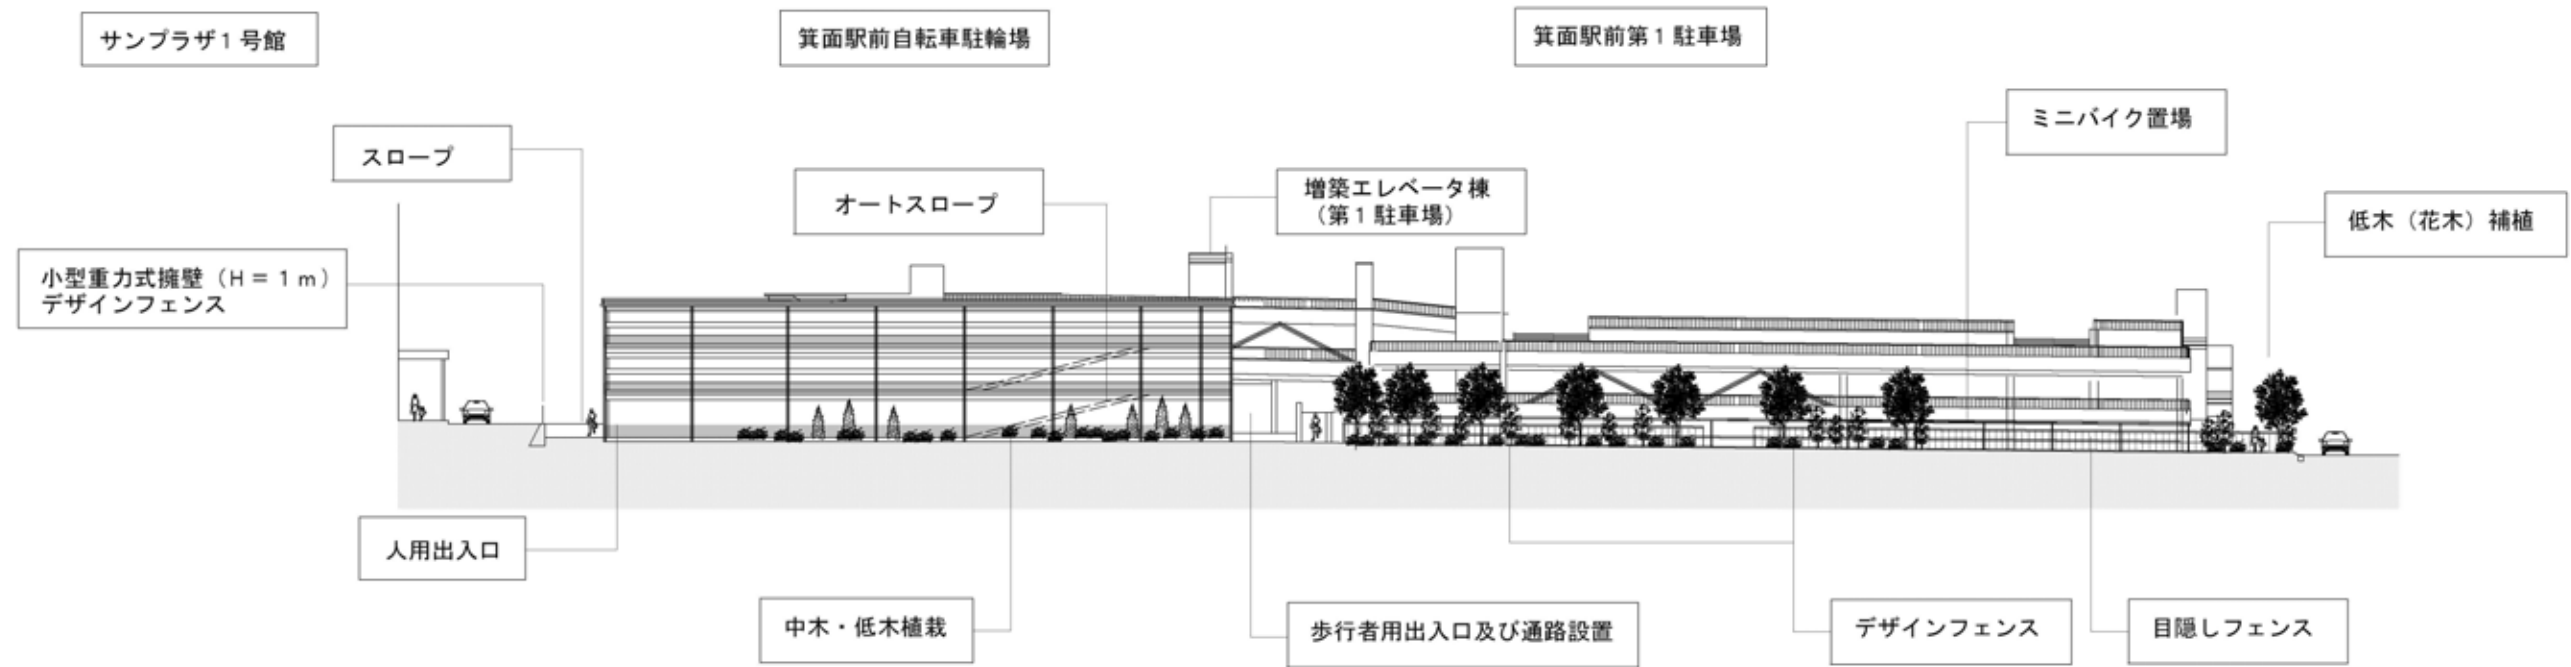 サンプラザ1号館
箕面駅前自転車駐輪場
箕面駅前第1駐車場
ミニバイク置場
スロープ
オートスロープ
増築エレベータ棟
（第1駐車場）
低木（花木）補植
小型重力式擁壁（H＝1m）
デザインフェンス
人用出入口
中木・低木植栽
歩行者用出入口及び通路設置
デザインフェンス
目隠しフェンス